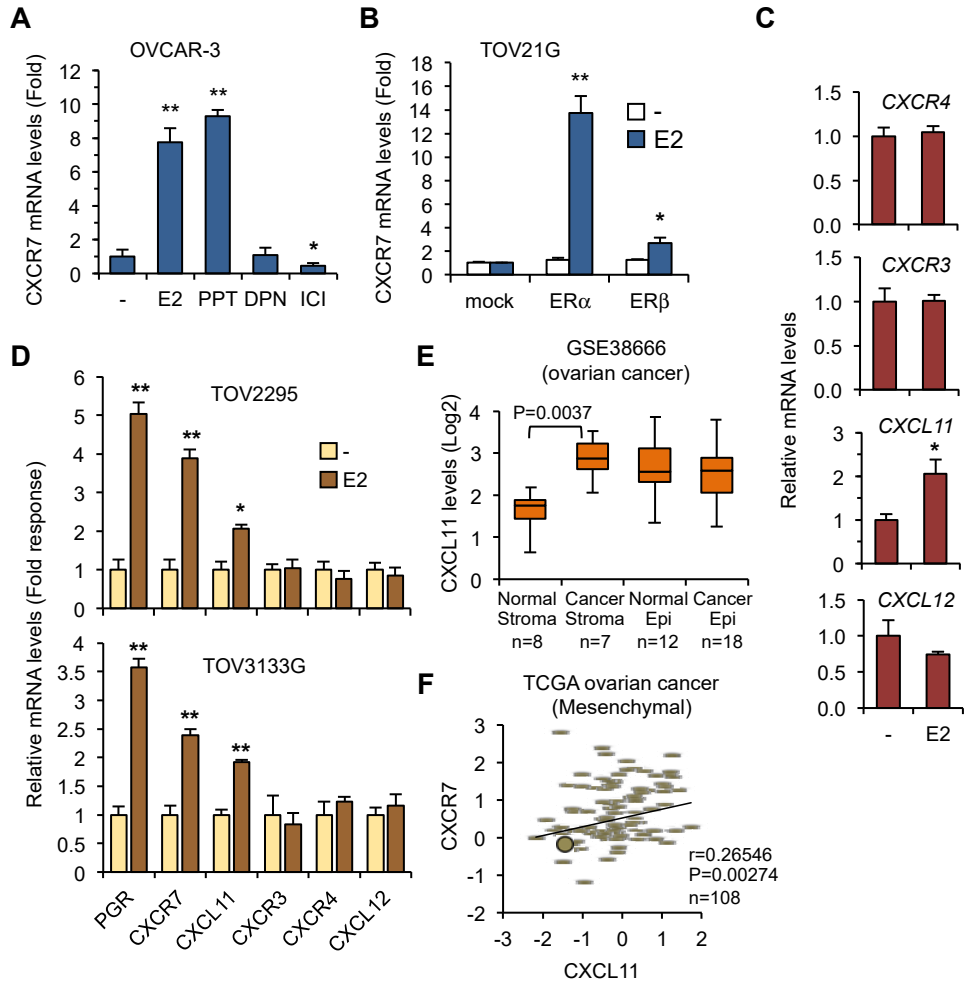 A
OVCAR-3
CXCR7 mRNA levels (Fold)
12
10
8
6
4
2
0
**
**
*
-
E2
PPT
DPN
ICI
B
TOV21G
CXCR7 mRNA levels (Fold)
18
16
14
12
10
8
6
4
2
0
**
*
-
E2
mock
ERα
ERβ
C
Relative mRNA levels
CXCR4
1.5
1.0
0.5
0.0
CXCR3
1.5
1.0
0.5
0.0
CXCL11
3
2
1
0
*
CXCL12
1.5
1.0
0.5
0.0
-
E2
D
Relative mRNA levels (Fold response)
TOV2295
6
5
4
3
2
1
0
**
**
*
-
E2
TOV3133G
4
3.5
3
2.5
2
1.5
1
0.5
0
**
**
**
PGR
CXCR7
CXCL11
CXCR3
CXCR4
CXCL12
E
GSE38666
(ovarian cancer)
CXCL11 levels (Log2)
4
3
2
1
0
P=0.0037
Normal Stroma n=8
Cancer Stroma n=7
Normal Epi n=12
Cancer Epi n=18
F
TCGA ovarian cancer
(Mesenchymal)
CXCR7
3
2
1
0
-1
-2
r=0.26546
P=0.00274
n=108
-3
-2
-1
0
1
2
CXCL11